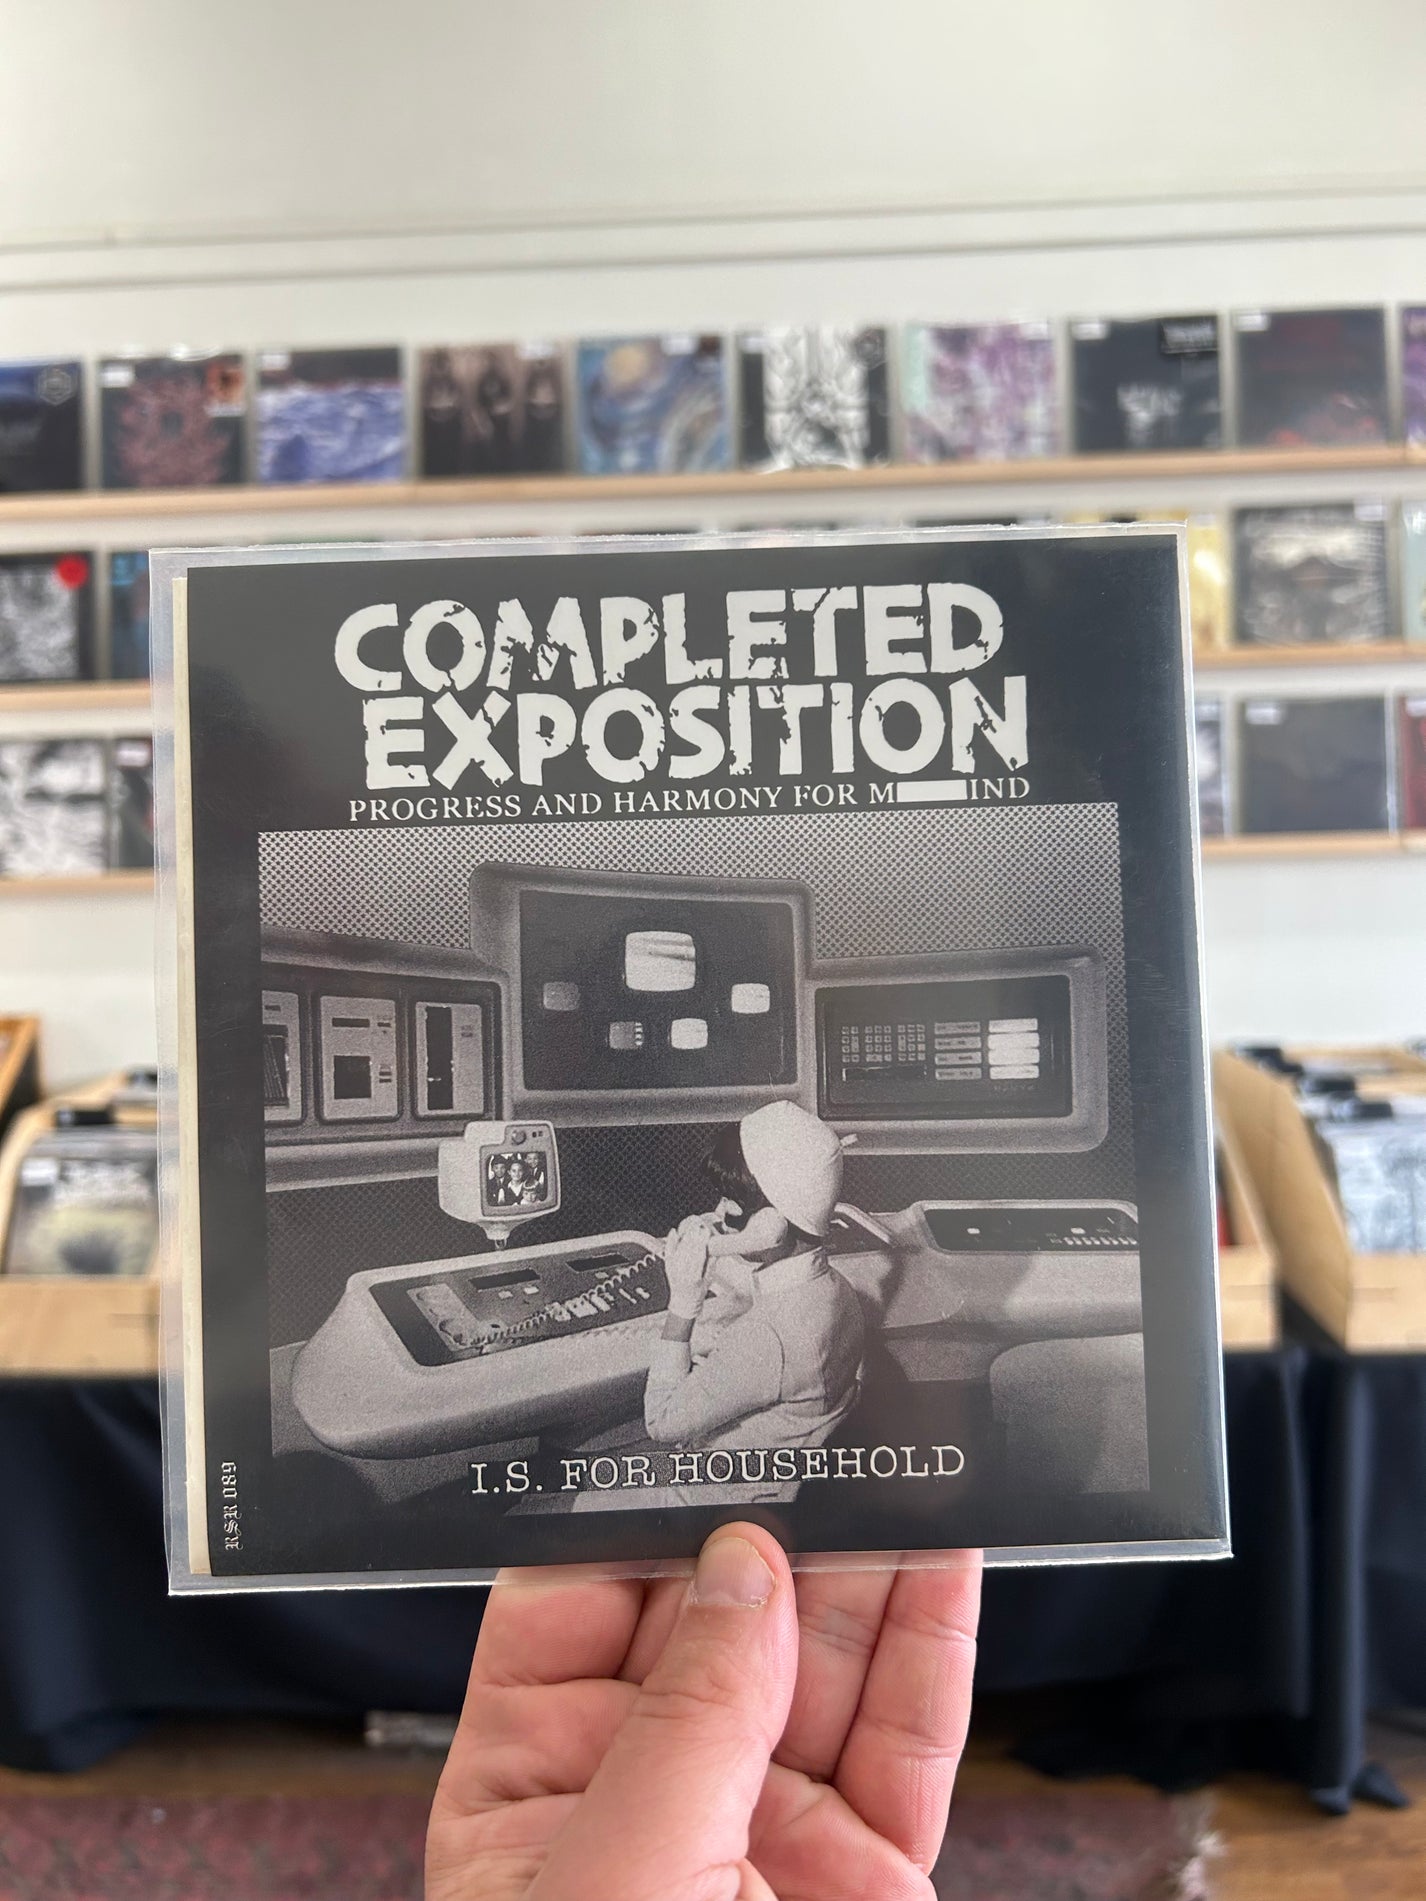 COMPLETED
EXPOSITION
PROGRESS AND HARMONY FOR M IND
I.S. FOR HOUSEHOLD
RSR 089